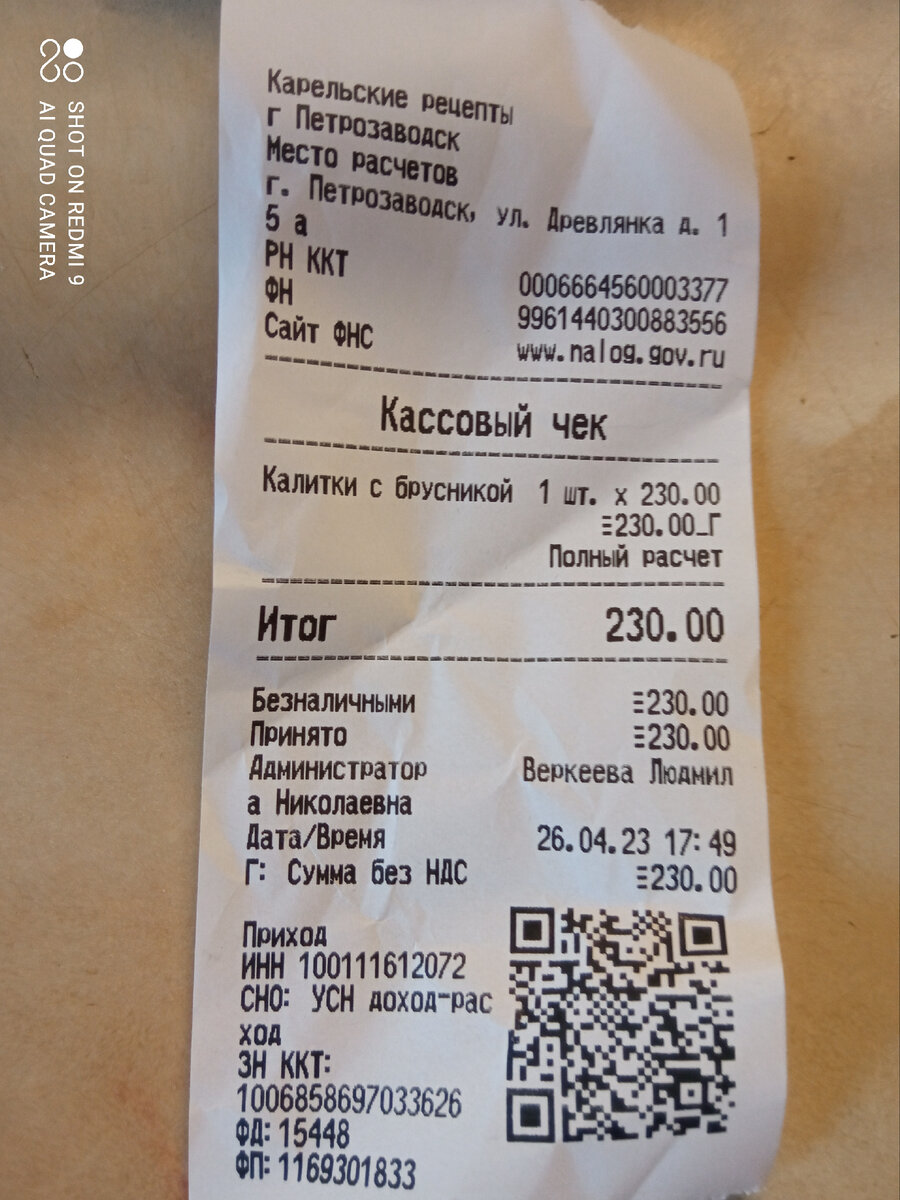 SHOT ON REDMI 9
AI QUAD CAMERA
Карельские рецепты
г Петрозаводск
Место расчетов
г. Петрозаводск, ул. Древлянка д. 1
5 а
РН ККТ 0006664560003377
ФН 9961440300883556
Сайт ФНС www.nalog.gov.ru
Кассовый чек
Калитки с брусникой 1 шт. x 230.00
≡230.00_Г
Полный расчет
Итог 230.00
Безналичными ≡230.00
Принято ≡230.00
Администратор Веркеева Людмил
а Николаевна
Дата/Время 26.04.23 17:49
Г: Сумма без НДС ≡230.00
Приход
ИНН 100111612072
СНО: УСН доход-рас
ход
ЗН ККТ:
1006858697033626
ФД: 15448
ФП: 1169301833